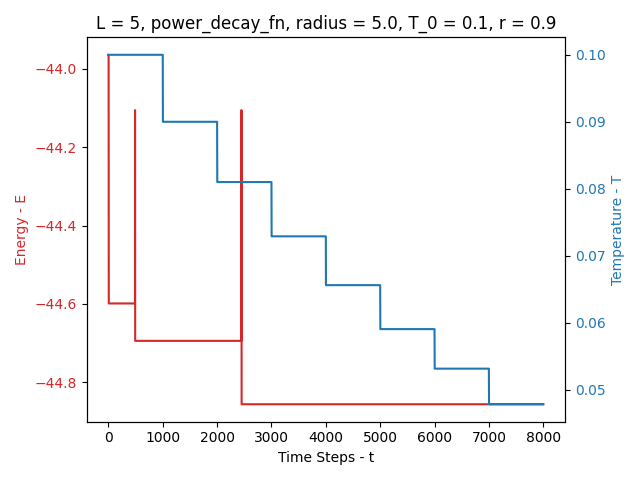 L = 5, power_decay_fn, radius = 5.0, T_0 = 0.1, r = 0.9
−44.0
−44.2
−44.4
−44.6
−44.8
Energy - E
0.10
0.09
0.08
0.07
0.06
0.05
Temperature - T
0 1000 2000 3000 4000 5000 6000 7000 8000
Time Steps - t